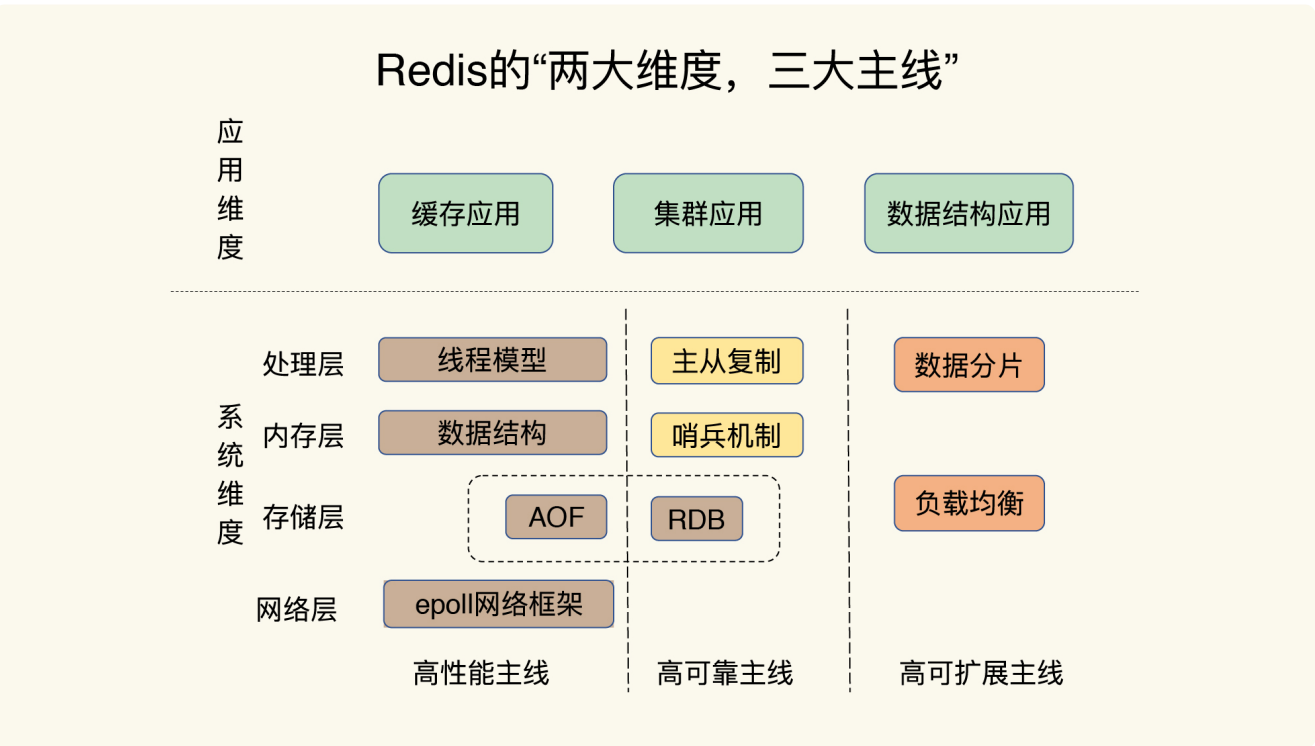 Redis的“两大维度，三大主线”
应用维度
缓存应用
集群应用
数据结构应用
系统维度
处理层
线程模型
主从复制
数据分片
内存层
数据结构
哨兵机制
存储层
AOF
RDB
负载均衡
网络层
epoll网络框架
高性能主线
高可靠主线
高可扩展主线